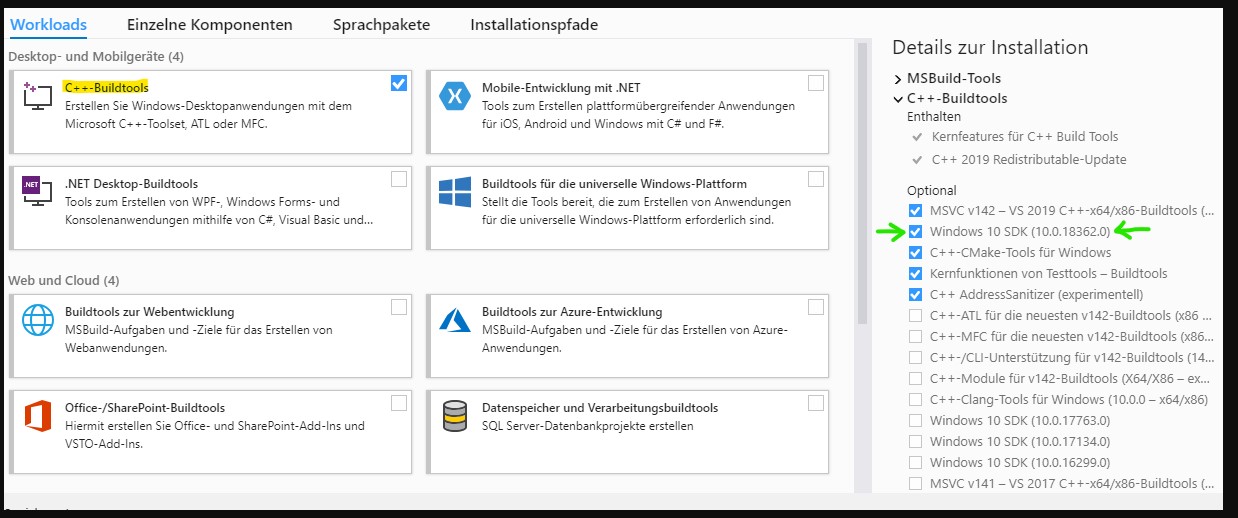 Workloads Einzelne Komponenten Sprachpakete Installationspfade
Desktop- und Mobilgeräte (4)
C++-Buildtools
Erstellen Sie Windows-Desktopanwendungen mit dem
Microsoft C++-Toolset, ATL oder MFC.
Mobile-Entwicklung mit .NET
Tools zum Erstellen plattformübergreifender Anwendungen
für iOS, Android und Windows mit C# und F#.
.NET
.NET Desktop-Buildtools
Tools zum Erstellen von WPF-, Windows Forms- und
Konsolenanwendungen mithilfe von C#, Visual Basic und...
Buildtools für die universelle Windows-Plattform
Stellt die Tools bereit, die zum Erstellen von Anwendungen
für die universelle Windows-Plattform erforderlich sind.
Web und Cloud (4)
Buildtools zur Webentwicklung
MSBuild-Aufgaben und -Ziele für das Erstellen von
Webanwendungen.
Buildtools zur Azure-Entwicklung
MSBuild-Aufgaben und -Ziele für das Erstellen von Azure-
Anwendungen.
Office-/SharePoint-Buildtools
Hiermit erstellen Sie Office- und SharePoint-Add-Ins und
VSTO-Add-Ins.
Datenspeicher und Verarbeitungsbuildtools
SQL Server-Datenbankprojekte erstellen
Details zur Installation
MSBuild-Tools
C++-Buildtools
Enthalten
Kernfeatures für C++ Build Tools
C++ 2019 Redistributable-Update
Optional
MSVC v142 – VS 2019 C++-x64/x86-Buildtools (...
Windows 10 SDK (10.0.18362.0)
C++-CMake-Tools für Windows
Kernfunktionen von Testtools – Buildtools
C++ AddressSanitizer (experimentell)
C++-ATL für die neuesten v142-Buildtools (x86 ...
C++-MFC für die neuesten v142-Buildtools (x86...
C++-/CLI-Unterstützung für v142-Buildtools (14...
C++-Module für v142-Buildtools (X64/X86 – ex...
C++-Clang-Tools für Windows (10.0.0 – x64/x86)
Windows 10 SDK (10.0.17763.0)
Windows 10 SDK (10.0.17134.0)
Windows 10 SDK (10.0.16299.0)
MSVC v141 – VS 2017 C++-x64/x86-Buildtools (...